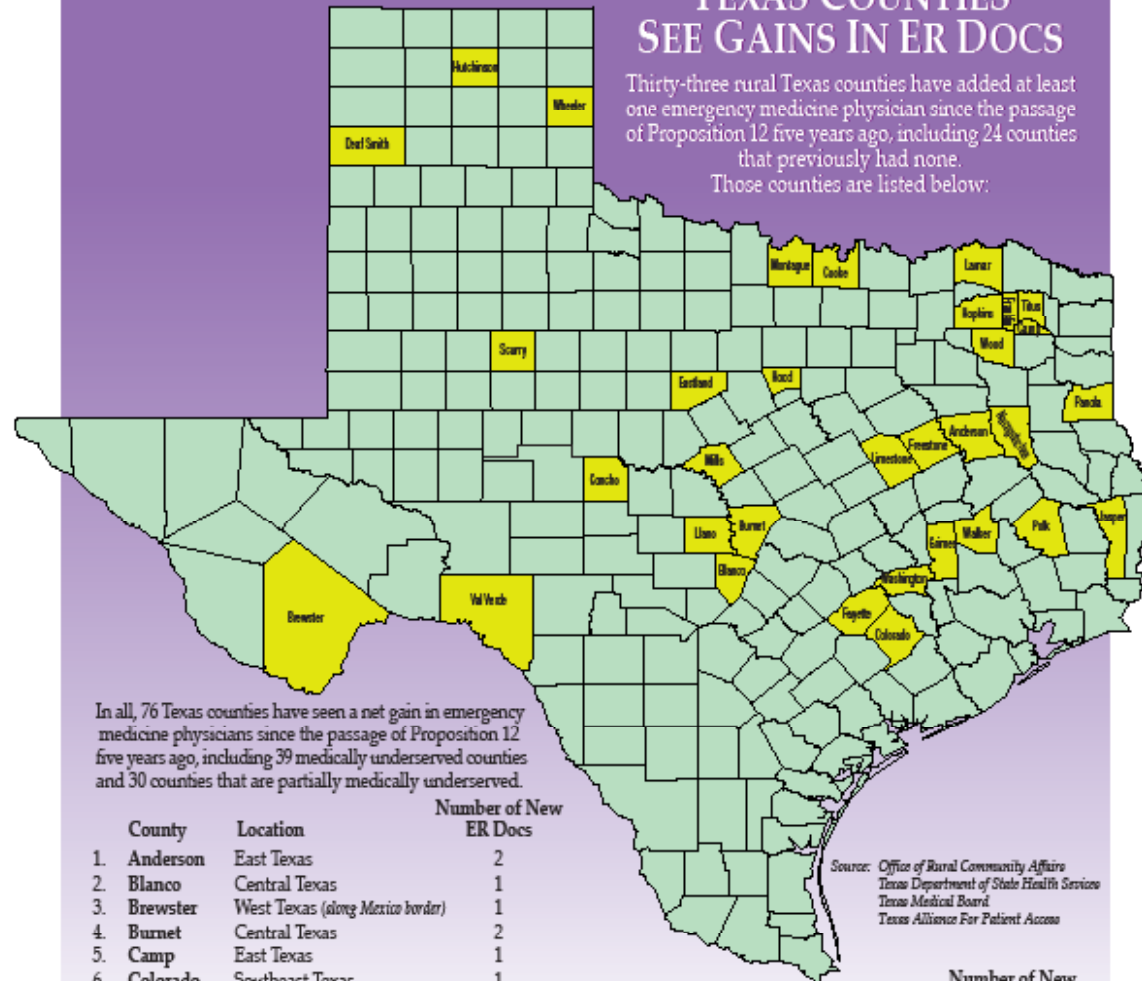 TEXAS COUNTIES
SEE GAINS IN ER DOCS
Thirty-three rural Texas counties have added at least
one emergency medicine physician since the passage
of Proposition 12 five years ago, including 24 counties
that previously had none.
Those counties are listed below:
Hutchinson
Wheeler
Deaf Smith
Montague
Cooke
Lamar
Hopkins
Titus
Camp
Wood
Scurry
Eastland
Hood
Panola
Anderson
Freestone
Limestone
Mills
Concho
Llano
Burnet
Blanco
Jasper
Polk
Walker
Grimes
Washington
Fayette
Colorado
Val Verde
Brewster
In all, 76 Texas counties have seen a net gain in emergency
medicine physicians since the passage of Proposition 12
five years ago, including 39 medically underserved counties
and 30 counties that are partially medically underserved.
County Location Number of New ER Docs
1. Anderson East Texas 2
2. Blanco Central Texas 1
3. Brewster West Texas (along Mexico border) 1
4. Burnet Central Texas 2
5. Camp East Texas 1
6. Colorado Southeast Texas 1
Source: Office of Rural Community Affairs
Texas Department of State Health Services
Texas Medical Board
Texas Alliance For Patient Access
Number of New